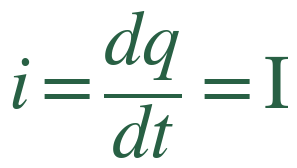 i = dq/dt = I